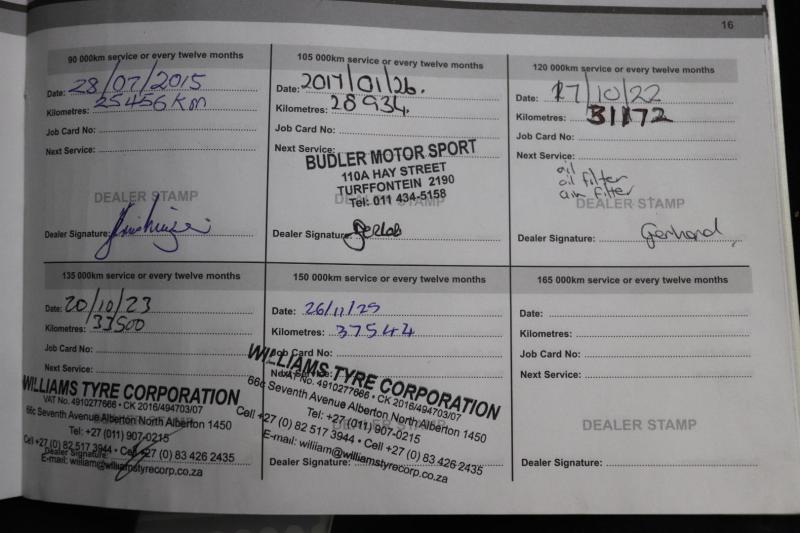 16
90 000km service or every twelve months
Date: 28/07/2015
Kilometres: 25456km
Job Card No:
Next Service:
DEALER STAMP
Dealer Signature:
105 000km service or every twelve months
Date: 2017/01/26.
Kilometres: 28934.
Job Card No:
Next Service:
BUDLER MOTOR SPORT
110A HAY STREET
TURFFONTEIN 2190
Tel: 011 434-5158
Dealer Signature:
120 000km service or every twelve months
Date: 17/10/22
Kilometres: 31172
Job Card No:
Next Service:
oil
oil filter
air filter
DEALER STAMP
Dealer Signature: Gerhard
135 000km service or every twelve months
Date: 20/10/23
Kilometres: 33500
Job Card No:
Next Service:
WILLIAMS TYRE CORPORATION
VAT No. 4910277666 • CK 2016/494703/07
66c Seventh Avenue Alberton North Alberton 1450
Tel: +27 (011) 907-0215
Cell +27 (0) 82 517 3944 • Cell +27 (0) 83 426 2435
Dealer Signature:
E-mail: william@williamstyrecorp.co.za
150 000km service or every twelve months
Date: 26/11/25
Kilometres: 37544
Job Card No:
Next Service:
WILLIAMS TYRE CORPORATION
VAT No. 4910277666 • CK 2016/494703/07
66c Seventh Avenue Alberton North Alberton 1450
Tel: +27 (011) 907-0215
Cell +27 (0) 82 517 3944 • Cell +27 (0) 83 426 2435
E-mail: william@williamstyrecorp.co.za
Dealer Signature:
165 000km service or every twelve months
Date:
Kilometres:
Job Card No:
Next Service:
DEALER STAMP
Dealer Signature: